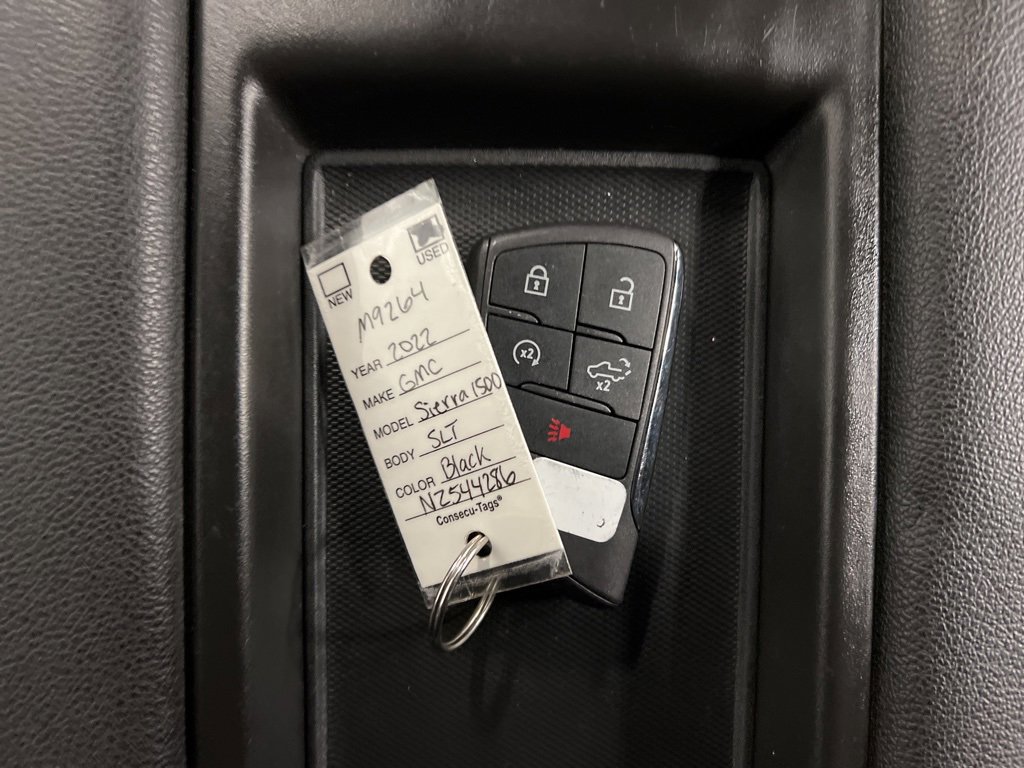 NEW
USED
M9264
YEAR 2022
MAKE GMC
MODEL Sierra 1500
BODY SLT
COLOR Black
NZ544286
Consecu-Tags®
x2
x2